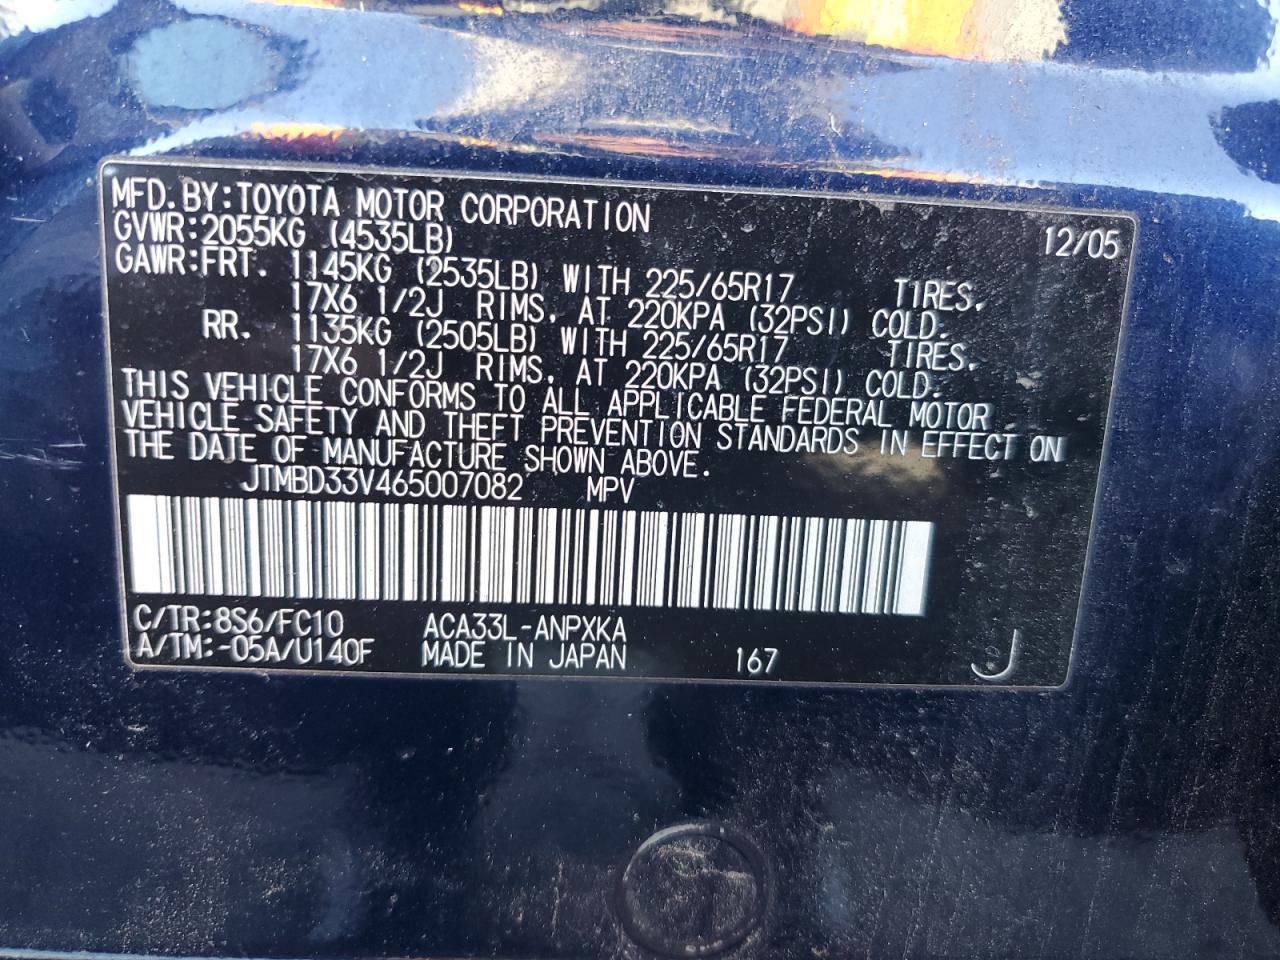 MFD.BY:TOYOTA MOTOR CORPORATION
GVWR:2055KG (4535LB) 12/05
GAWR:FRT. 1145KG (2535LB) WITH 225/65R17 TIRES.
17X6 1/2J RIMS, AT 220KPA (32PSI) COLD.
RR. 1135KG (2505LB) WITH 225/65R17 TIRES.
17X6 1/2J RIMS, AT 220KPA (32PSI) COLD.
THIS VEHICLE CONFORMS TO ALL APPLICABLE FEDERAL MOTOR
VEHICLE SAFETY AND THEFT PREVENTION STANDARDS IN EFFECT ON
THE DATE OF MANUFACTURE SHOWN ABOVE.
JTMBD33V465007082 MPV
C/TR:8S6/FC10 ACA33L-ANPXKA
A/TM:-05A/U140F MADE IN JAPAN 167 J